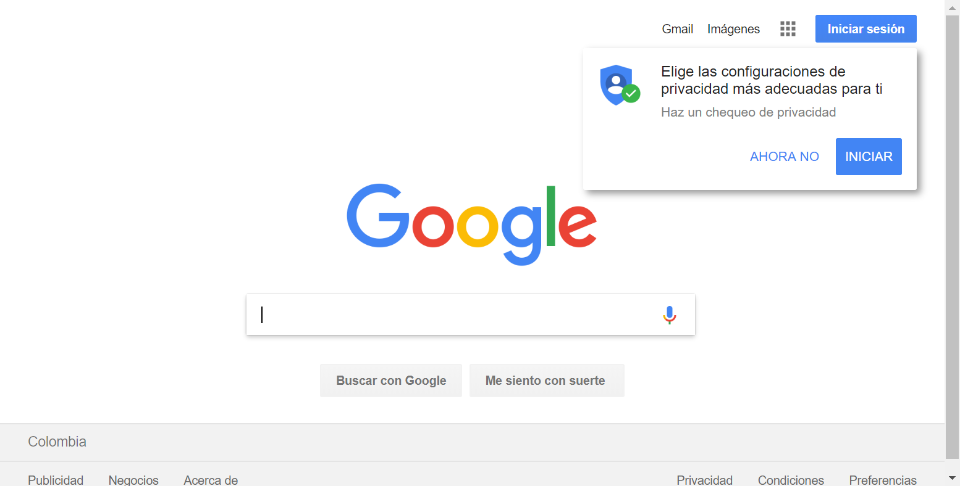 Gmail Imágenes Iniciar sesión
Elige las configuraciones de
privacidad más adecuadas para ti
Haz un chequeo de privacidad
AHORA NO INICIAR
Google
Buscar con Google Me siento con suerte
Colombia
Publicidad Negocios Acerca de Privacidad Condiciones Preferencias